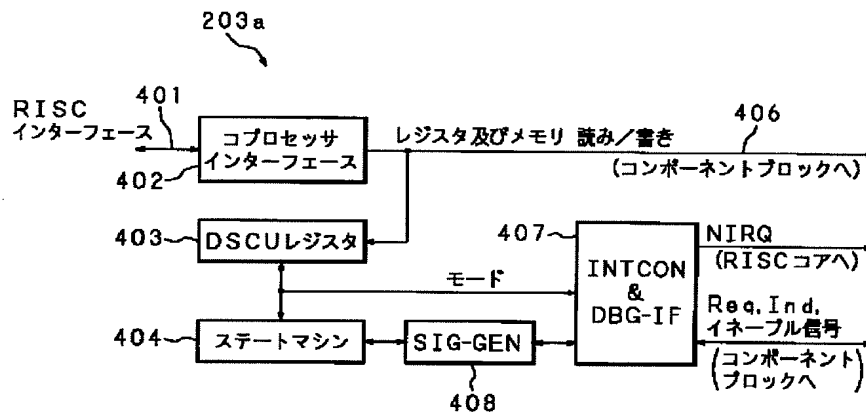 203a
RISC
インターフェース
401
コプロセッサ
インターフェース
402
レジスタ及びメモリ 読み/書き
406
(コンポーネントブロックへ)
403
DSCUレジスタ
407
INTCON
&
DBG-IF
NIRQ
(RISCコアへ)
モード
Req,Ind,
イネーブル信号
(コンポーネント
ブロックへ)
404
ステートマシン
SIG-GEN
408